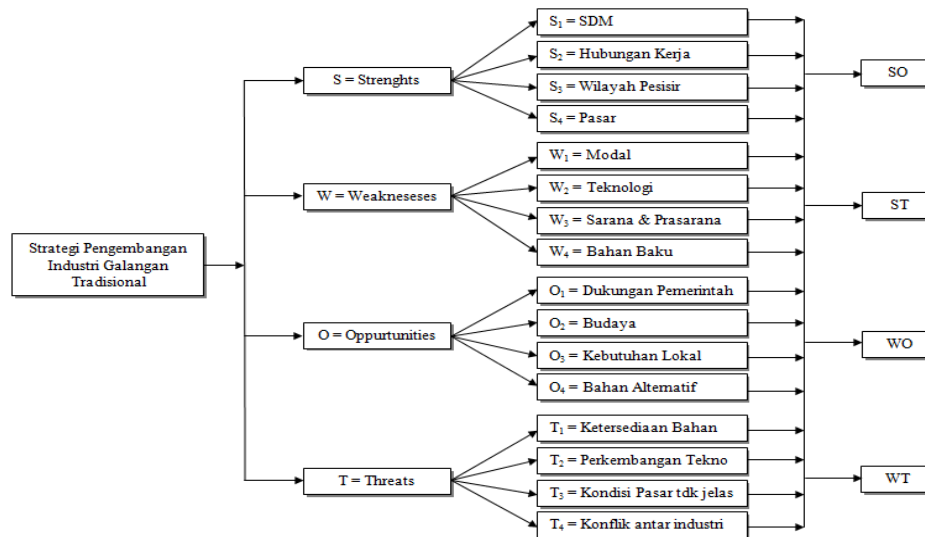 Strategi Pengembangan
Industri Galangan
Tradisional
S = Strenghts
W = Weakneseses
O = Oppurtunities
T = Threats
S₁ = SDM
S₂ = Hubungan Kerja
S₃ = Wilayah Pesisir
S₄ = Pasar
W₁ = Modal
W₂ = Teknologi
W₃ = Sarana & Prasarana
W₄ = Bahan Baku
O₁ = Dukungan Pemerintah
O₂ = Budaya
O₃ = Kebutuhan Lokal
O₄ = Bahan Alternatif
T₁ = Ketersediaan Bahan
T₂ = Perkembangan Tekno
T₃ = Kondisi Pasar tdk jelas
T₄ = Konflik antar industri
SO
ST
WO
WT